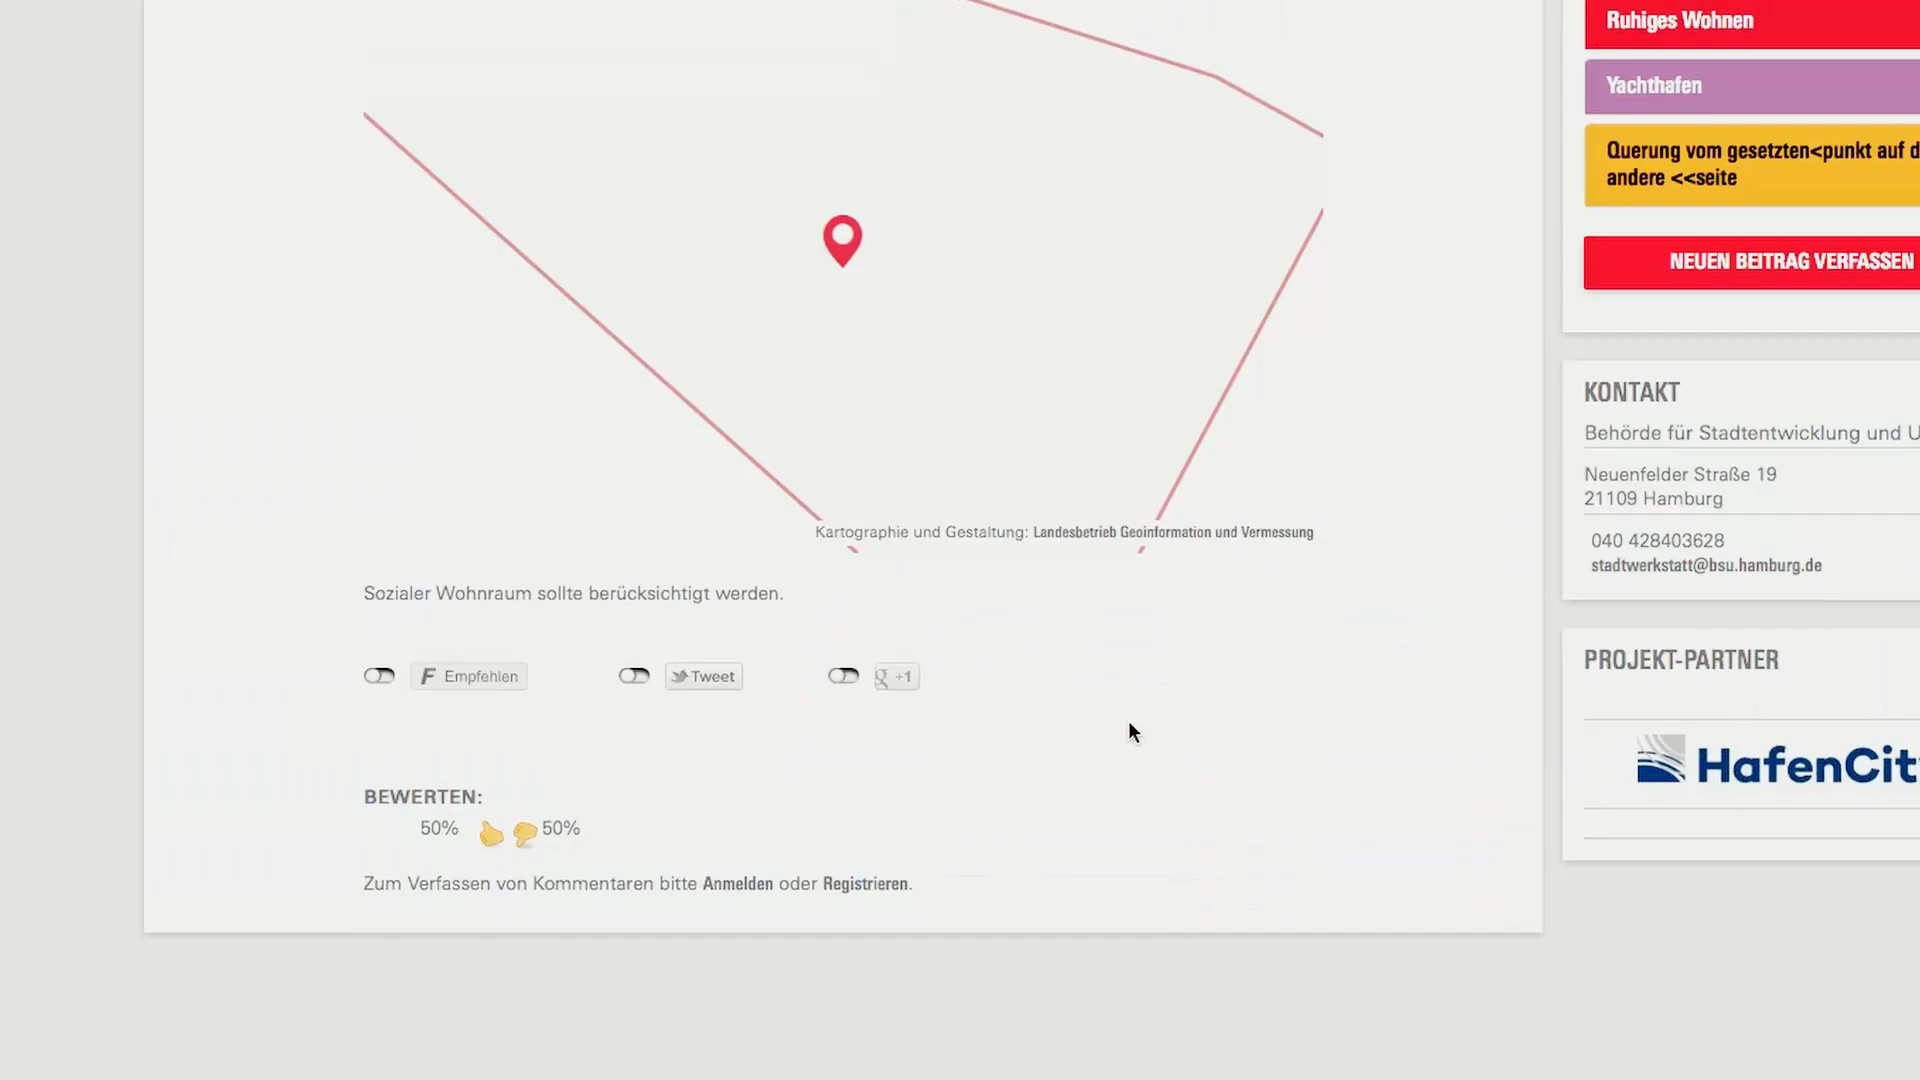 Ruhiges Wohnen
Yachthafen
Querung vom gesetzten<punkt auf d
andere <<seite
NEUEN BEITRAG VERFASSEN
Kartographie und Gestaltung: Landesbetrieb Geoinformation und Vermessung
Sozialer Wohnraum sollte berücksichtigt werden.
Empfehlen
Tweet
+1
BEWERTEN:
50% 50%
Zum Verfassen von Kommentaren bitte Anmelden oder Registrieren.
KONTAKT
Behörde für Stadtentwicklung und U
Neuenfelder Straße 19
21109 Hamburg
040 428403628
stadtwerkstatt@bsu.hamburg.de
PROJEKT-PARTNER
HafenCit